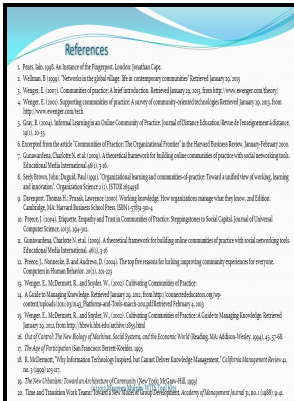 References
1. Pears, Iain. 1998. An Instance of the Fingerpost. London: Jonathan Cape.
2. Wellman, B (1999). "Networks in the global village: life in contemporary communities" Retrieved January 29, 2013
3. Wenger, E. (2007). Communities of practice: A brief introduction. Retrieved January 29, 2013, from http://www.ewenger.com/theory/
4. Wenger, E. (2001). Supporting communities of practice: A survey of community-oriented technologies Retrieved January 29, 2013, from
http://www.ewenger.com/tech
5. Gray, B. (2004). Informal Learning in an Online Community of Practice. Journal of Distance Education/Revue de l'enseignement à distance,
19(1), 20-35.
6. Excerpted from the article "Communities of Practice: The Organizational Frontier" in the Harvard Business Review, January-February 2000.
7. Gunawardena, Charlotte N. et al. (2009). A theoretical framework for building online communities of practice with social networking tools.
Educational Media International 46(1), 3-16.
8. Seely Brown, John; Duguid, Paul (1991). "Organizational learning and communities-of-practice: Toward a unified view of working, learning
and innovation". Organization Science 2 (1). JSTOR 2634938
9. Davenport, Thomas H.; Prusak, Lawrence (2000). Working knowledge. How organizations manage what they know, 2nd Edition.
Cambridge, MA: Harvard Business School Press. ISBN 1-5785-301-4.
10. Preece, J. (2004). Etiquette, Empathy and Trust in Communities of Practice: Stepping-stones to Social Capital. Journal of Universal
Computer Science, 10(3), 294-302.
11. Gunawardena, Charlotte N. et al. (2009). A theoretical framework for building online communities of practice with social networking tools.
Educational Media International. 46(1), 3-16
12. Preece, J., Nonnecke, B. and Andrews, D. (2004). The top five reasons for lurking: improving community experiences for everyone.
Computers in Human Behavior. 20(2), 201-223
13. Wenger, E., McDermott, R., and Snyder, W., (2002). Cultivating Communities of Practice:
14. A Guide to Managing Knowledge. Retrieved January 29, 2012, from http://connectededucators.org/wp-
content/uploads/2011/03/0143_Platforms-and-Tools-march-2011.pdf Retrieved February 4, 2013
15. Wenger, E., McDermott, R., and Snyder, W., (2002). Cultivating Communities of Practice: A Guide to Managing Knowledge. Retrieved
January 29, 2012, from http://hbswk.hbs.edu/archive/2855.html
16. Out of Control: The New Biology of Machines, Social Systems, and the Economic World (Reading, MA: Addison-Wesley, 1994), 45, 57-68.
17. The Age of Participation (San Francisco: Berrett-Koehler, 1995)
18. R. McDermott, "Why Information Technology Inspired, but Cannot Deliver Knowledge Management," California Management Review 41,
no. 3 (1999) 103-117.
19. The New Urbanism: Toward an Architecture of Community (New York: McGraw-Hill, 1993)
20. Time and Transition Work Teams: Toward a New Model of Group Development, Academy of Management Journal 31, no. 1 (1988): 9-41.